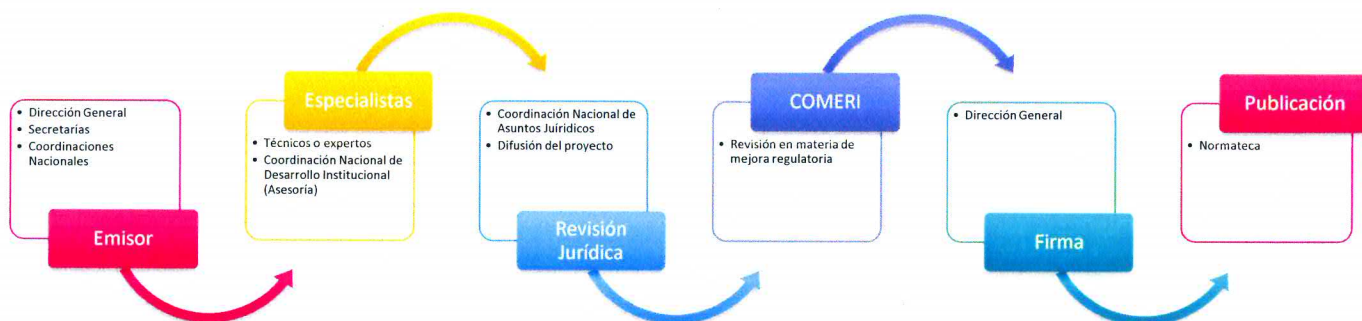 • Dirección General
• Secretarías
• Coordinaciones
Nacionales
Emisor
Especialistas
• Técnicos o expertos
• Coordinación Nacional de
Desarrollo Institucional
(Asesoría)
• Coordinación Nacional de
Asuntos Juíridicos
• Difusión del proyecto
Revisión
Jurídica
COMERI
• Revisión en materia de
mejora regulatoria
• Dirección General
Firma
Publicación
• Normateca